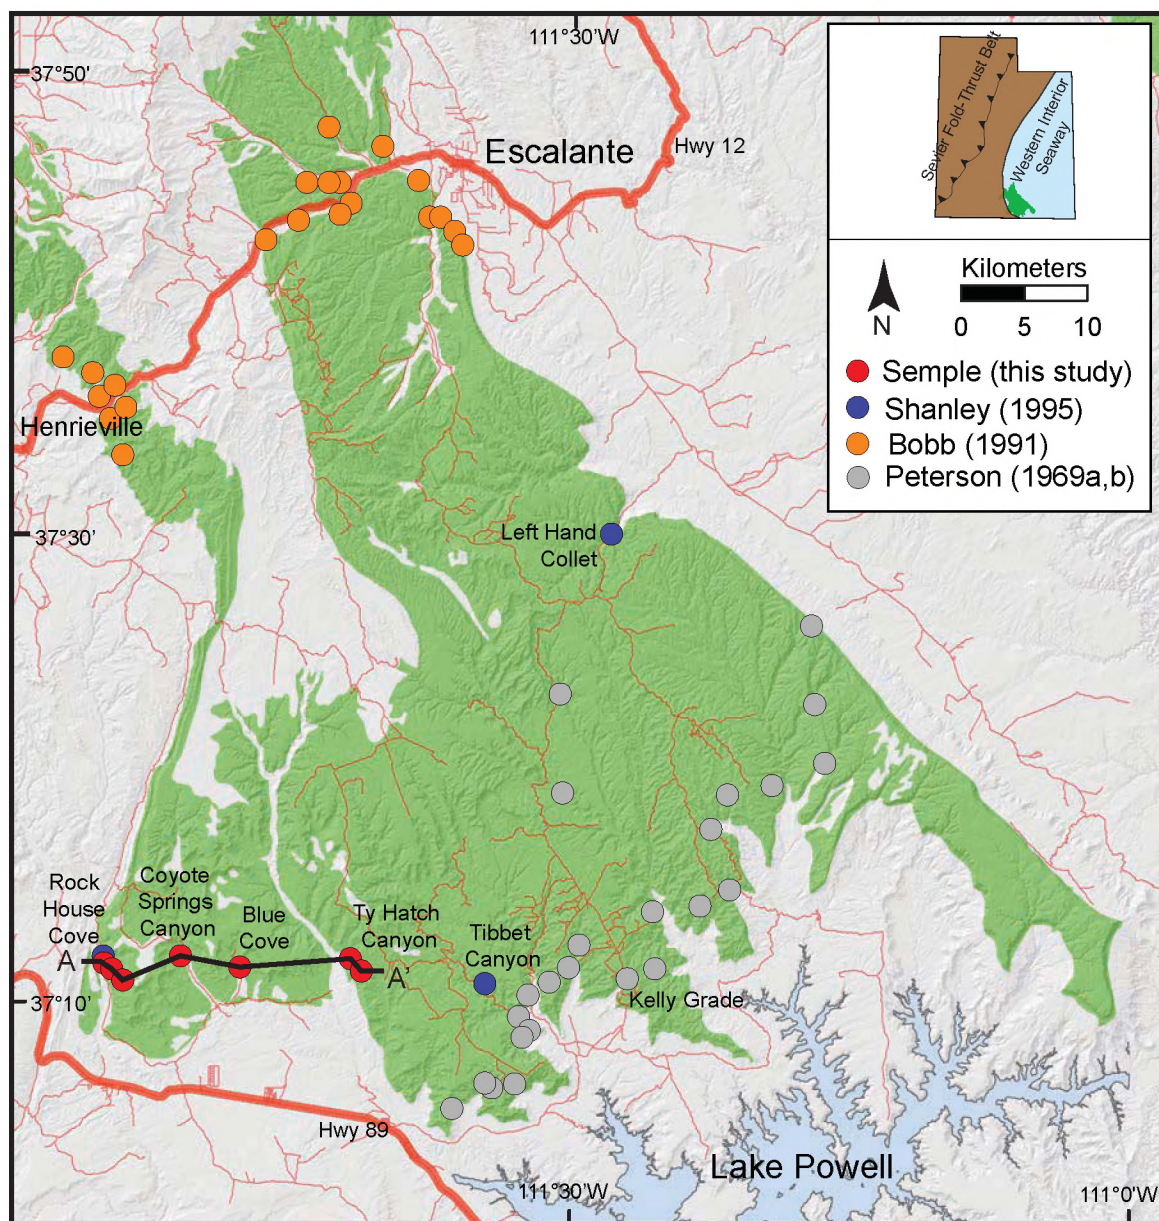 111°30'W
37°50'
Hwy 12
Escalante
Sevier Fold-Thrust Belt
Western Interior
Seaway
Kilometers
N
0 5 10
Semple (this study)
Shanley (1995)
Bobb (1991)
Peterson (1969a,b)
Henrieville
37°30'
Left Hand
Collet
Rock
House
Cove
Coyote
Springs
Canyon
Blue
Cove
Ty Hatch
Canyon
Tibbet
Canyon
A
A'
Kelly Grade
37°10'
Hwy 89
Lake Powell
111°30'W
111°0'W